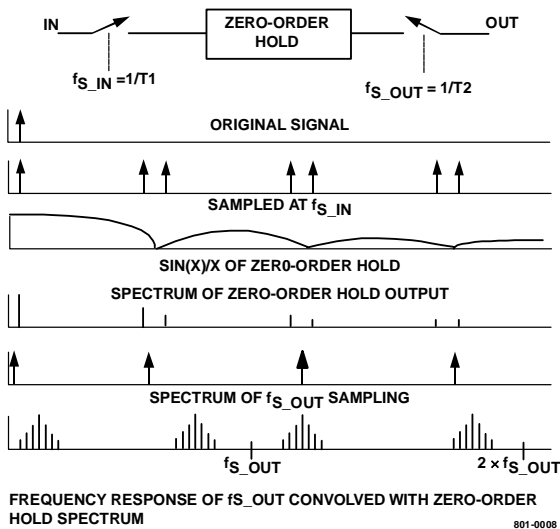 IN
ZERO-ORDER
HOLD
OUT
fS_IN =1/T1
fS_OUT = 1/T2
ORIGINAL SIGNAL
SAMPLED AT fS_IN
SIN(X)/X OF ZER0-ORDER HOLD
SPECTRUM OF ZERO-ORDER HOLD OUTPUT
SPECTRUM OF fS_OUT SAMPLING
fS_OUT
2 × fS_OUT
FREQUENCY RESPONSE OF fS_OUT CONVOLVED WITH ZERO-ORDER
HOLD SPECTRUM
801-0008